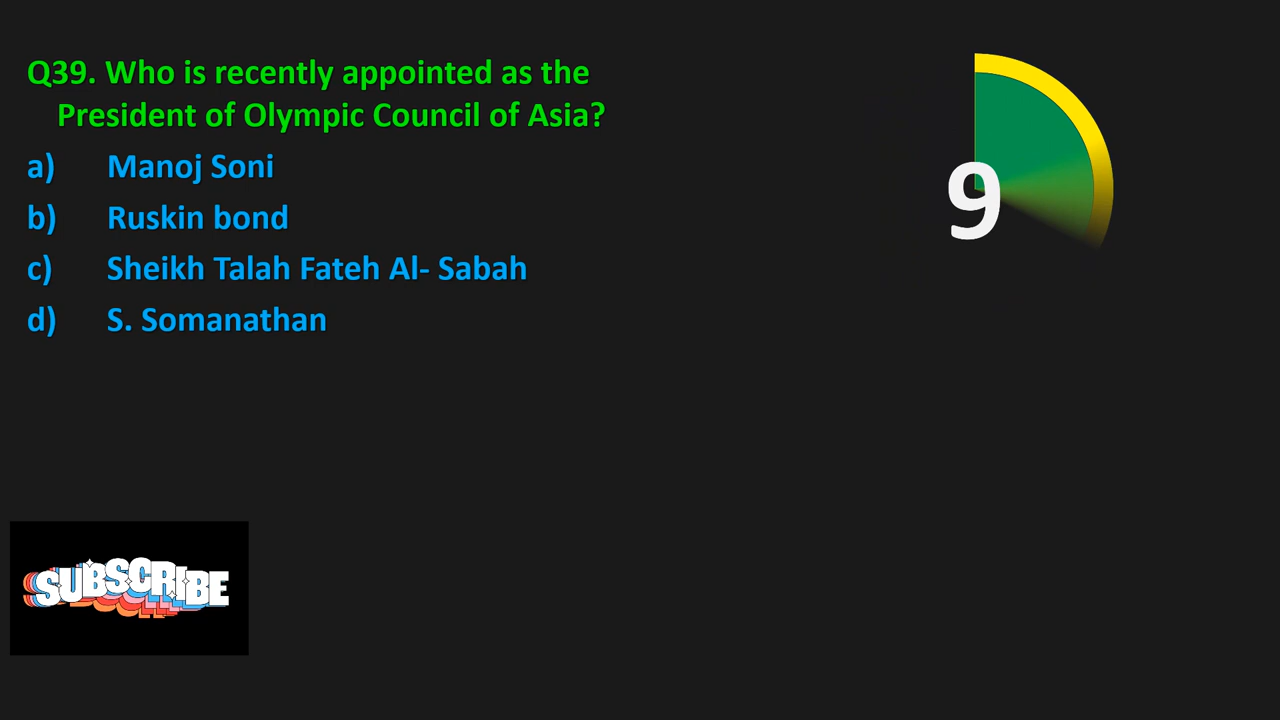 Q39. Who is recently appointed as the
President of Olympic Council of Asia?
a) Manoj Soni
b) Ruskin bond
c) Sheikh Talah Fateh Al- Sabah
d) S. Somanathan
9
SUBSCRIBE